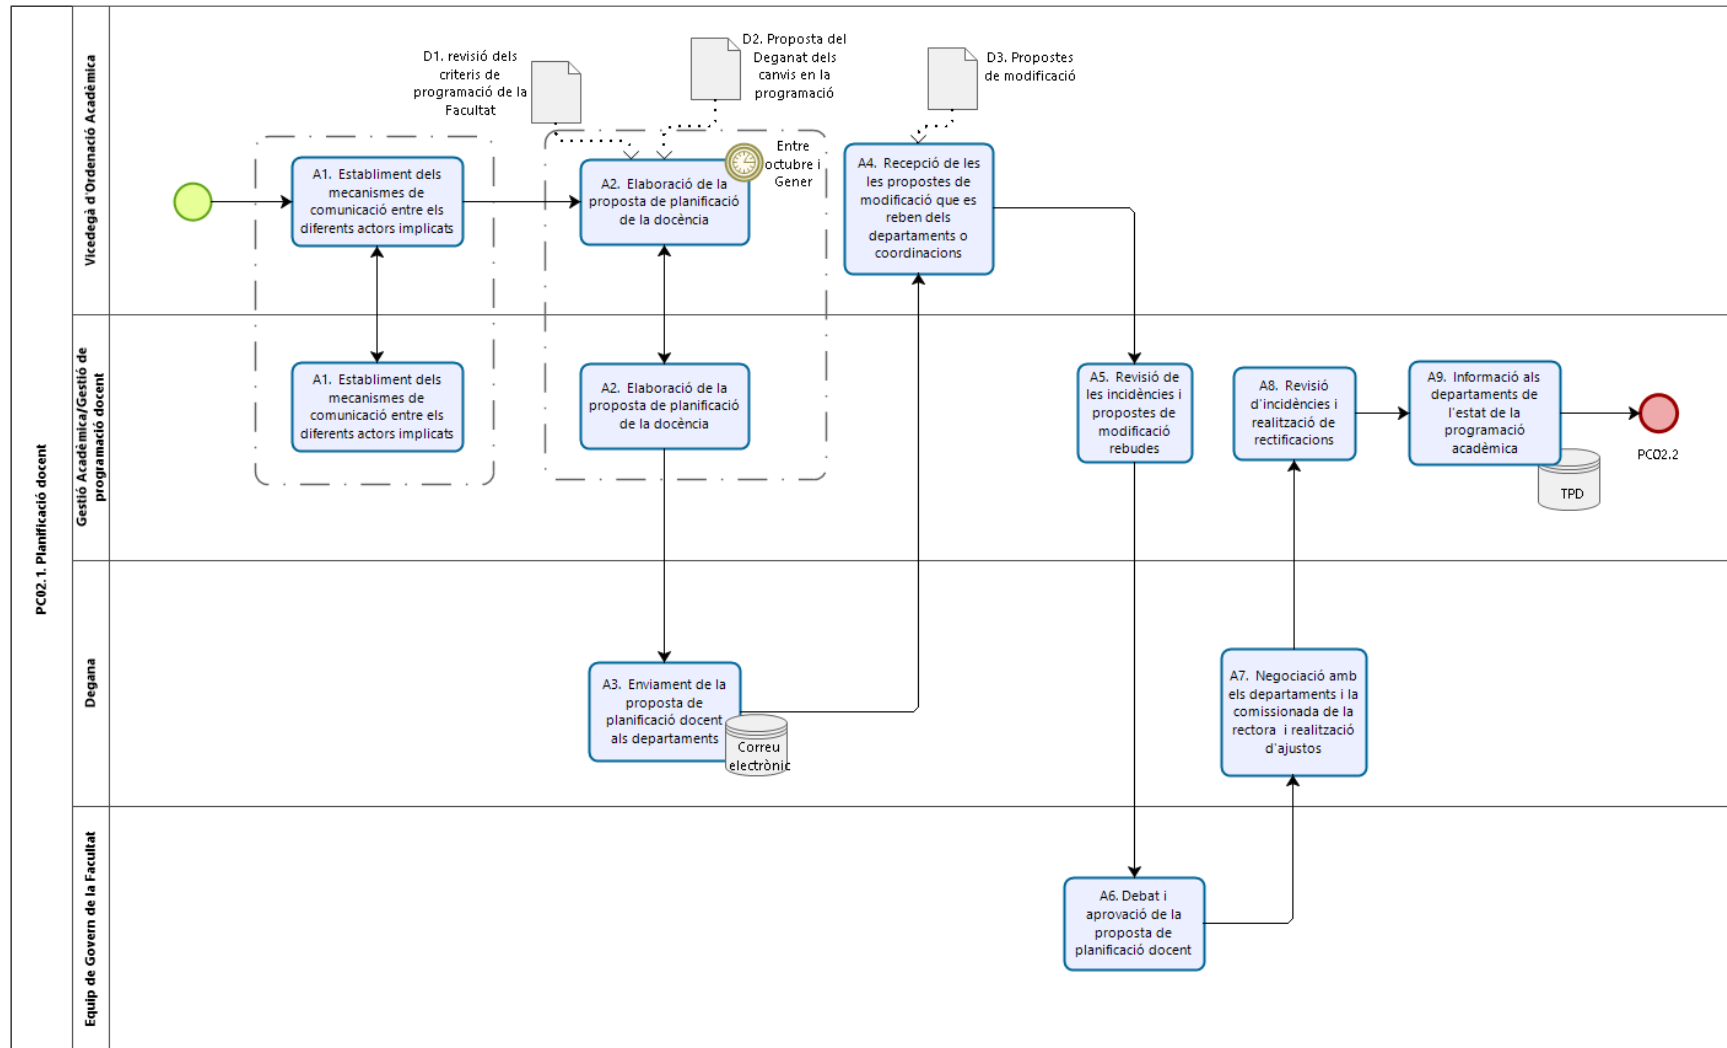 PC02.1. Planificació docent
Vicedegà d'Ordenació Acadèmica
D1. revisió dels
criteris de
programació de la
Facultat
D2. Proposta del
Deganat dels
canvis en la
programació
D3. Propostes
de modificació
A1. Establiment dels
mecanismes de
comunicació entre els
diferents actors implicats
A2. Elaboració de la
proposta de planificació
de la docència
Entre
octubre i
Gener
A4. Recepció de les
les propostes de
modificació que es
reben dels
departaments o
coordinacions
Gestió Acadèmica/Gestió de
programació docent
A1. Establiment dels
mecanismes de
comunicació entre els
diferents actors implicats
A2. Elaboració de la
proposta de planificació
de la docència
A5. Revisió de
les incidències i
propostes de
modificació
rebudes
A8. Revisió
d'incidències i
realització de
rectificacions
A9. Informació als
departaments de
l'estat de la
programació
acadèmica
TPD
PC02.2
Degana
A3. Enviament de la
proposta de
planificació docent
als departaments
Correu
electrònic
A7. Negociació amb
els departaments i la
comissionada de la
rectora i realització
d'ajustos
Equip de Govern de la Facultat
A6. Debat i
aprovació de la
proposta de
planificació docent